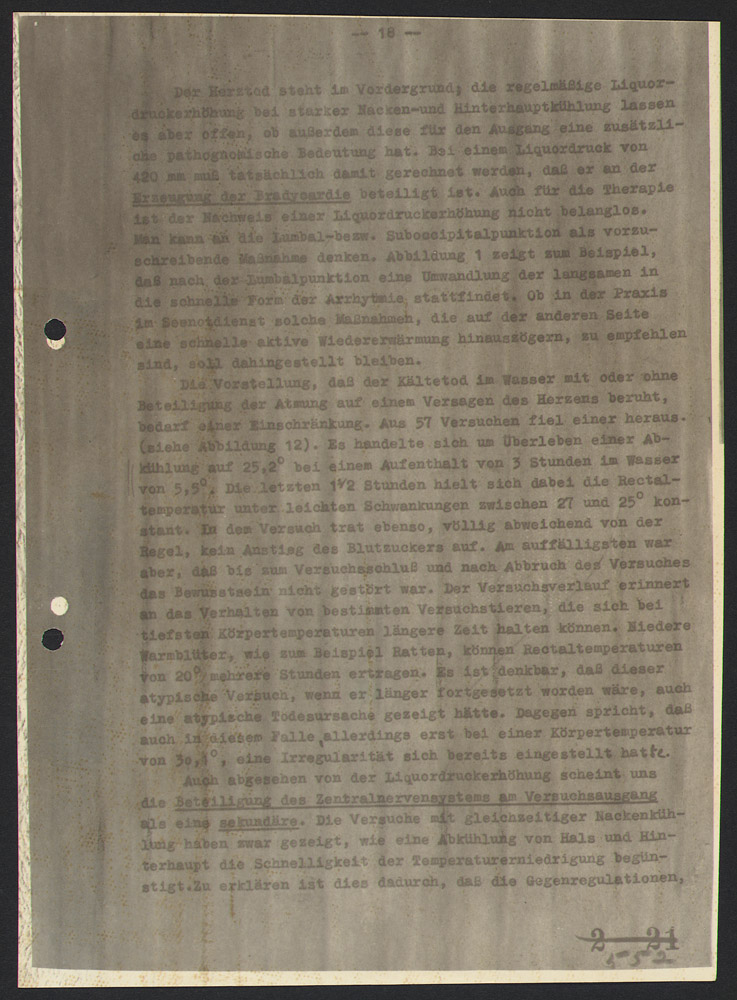 — 18 —
Der Herztod steht im Vordergrund; die regelmäßige Liquor-
druckerhöhung bei starker Nacken-und Hinterhauptkühlung lassen
es aber offen, ob außerdem diese für den Ausgang eine zusätzli-
che pathognomische Bedeutung hat. Bei einem Liquordruck von
420 mm muß tatsächlich damit gerechnet werden, daß er an der
Erzeugung der Bradycardie beteiligt ist. Auch für die Therapie
ist der Nachweis einer Liquordruckerhöhung nicht belanglos.
Man kann an die Lumbal-bezw. Suboccipitalpunktion als vorzu-
schreibende Maßnahme denken. Abbildung 1 zeigt zum Beispiel,
daß nach der Lumbalpunktion eine Umwandlung der langsamen in
die schnelle Form der Arrhytmie stattfindet. Ob in der Praxis
im Seenotdienst solche Maßnahmen, die auf der anderen Seite
eine schnelle aktive Wiedererwärmung hinauszögern, zu empfehlen
sind, soll dahingestellt bleiben.
Die Vorstellung, daß der Kältetod im Wasser mit oder ohne
Beteiligung der Atmung auf einem Versagen des Herzens beruht,
bedarf einer Einschränkung. Aus 57 Versuchen fiel einer heraus.
(siehe Abbildung 12). Es handelte sich um Überleben einer Ab-
kühlung auf 25,2° bei einem Aufenthalt von 3 Stunden im Wasser
von 5,5°. Die letzten 1½ Stunden hielt sich dabei die Rectal-
temperatur unter leichten Schwankungen zwischen 27 und 25° kon-
stant. In dem Versuch trat ebenso, völlig abweichend von der
Regel, kein Anstieg des Blutzuckers auf. Am auffälligsten war
aber, daß bis zum Versuchsschluß und nach Abbruch des Versuches
das Bewusstsein nicht gestört war. Der Versuchsverlauf erinnert
an das Verhalten von bestimmten Versuchstieren, die sich bei
tiefsten Körpertemperaturen längere Zeit halten können. Niedere
Warmblüter, wie zum Beispiel Ratten, können Rectaltemperaturen
von 20° mehrere Stunden ertragen. Es ist denkbar, daß dieser
atypische Versuch, wenn er länger fortgesetzt worden wäre, auch
eine atypische Todesursache gezeigt hätte. Dagegen spricht, daß
auch in diesem Falle allerdings erst bei einer Körpertemperatur
von 3o,1°, eine Irregularität sich bereits eingestellt hatte.
Auch abgesehen von der Liquordruckerhöhung scheint uns
die Beteiligung des Zentralnervensystems am Versuchsausgang
als eine sekundäre. Die Versuche mit gleichzeitiger Nackenküh-
lung haben zwar gezeigt, wie eine Abkühlung von Hals und Hin-
terhaupt die Schnelligkeit der Temperaturerniedrigung begün-
stigt.Zu erklären ist dies dadurch, daß die Gegenregulationen,
2 21
552